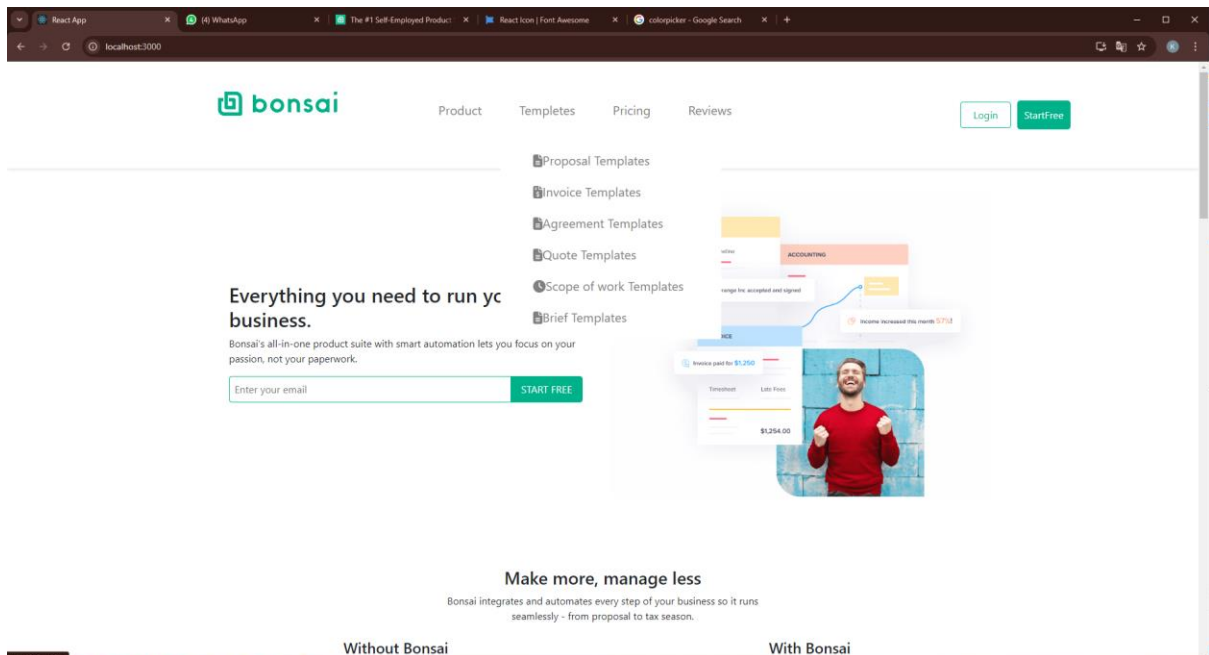 React App
(4) WhatsApp
The #1 Self-Employed Product
React Icon | Font Awesome
colorpicker - Google Search
localhost:3000
bonsai
Product Templetes Pricing Reviews
Login StartFree
Proposal Templates
Invoice Templates
Agreement Templates
Quote Templates
Scope of work Templates
Brief Templates
Everything you need to run yo
business.
Bonsai's all-in-one product suite with smart automation lets you focus on your
passion, not your paperwork.
Enter your email START FREE
ACCOUNTING
accepted and signed
Income increased this month 575$
Invoice paid for $1,250
Timesheet Late Fees
$1,254.00
Make more, manage less
Bonsai integrates and automates every step of your business so it runs
seamlessly - from proposal to tax season.
Without Bonsai With Bonsai